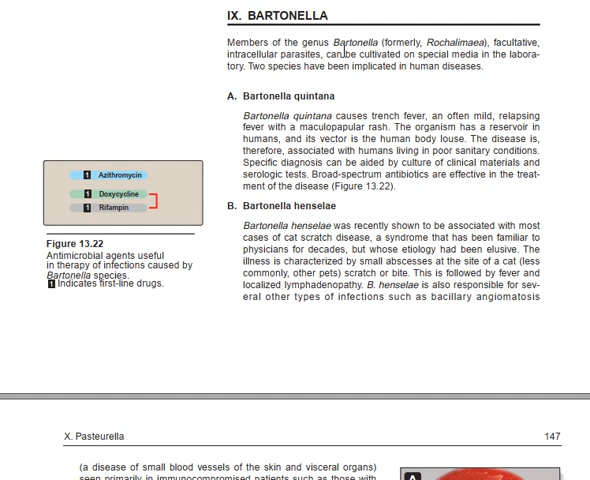 IX. BARTONELLA
Members of the genus Bartonella (formerly, Rochalimaea), facultative,
intracellular parasites, can be cultivated on special media in the labora-
tory. Two species have been implicated in human diseases.
A. Bartonella quintana
Bartonella quintana causes trench fever, an often mild, relapsing
fever with a maculopapular rash. The organism has a reservoir in
humans, and its vector is the human body louse. The disease is,
therefore, associated with humans living in poor sanitary conditions.
Specific diagnosis can be aided by culture of clinical materials and
serologic tests. Broad-spectrum antibiotics are effective in the treat-
ment of the disease (Figure 13.22).
1 Azithromycin
1 Doxycycline
1 Rifampin
Figure 13.22
Antimicrobial agents useful
in therapy of infections caused by
Bartonella species.
1 Indicates first-line drugs.
B. Bartonella henselae
Bartonella henselae was recently shown to be associated with most
cases of cat scratch disease, a syndrome that has been familiar to
physicians for decades, but whose etiology had been elusive. The
illness is characterized by small abscesses at the site of a cat (less
commonly, other pets) scratch or bite. This is followed by fever and
localized lymphadenopathy. B. henselae is also responsible for sev-
eral other types of infections such as bacillary angiomatosis
X. Pasteurella 147
(a disease of small blood vessels of the skin and visceral organs)
seen primarily in immunocompromised patients such as those with
A